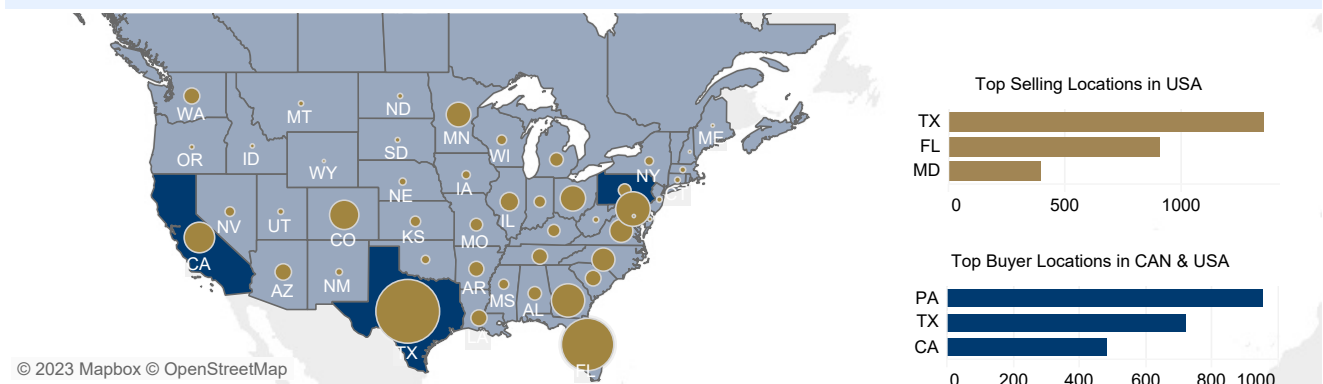 WA
MT
ND
MN
ME
OR
ID
SD
WI
WY
NY
IA
NE
CT
NV
UT
CO
IL
KS
MO
CA
AZ
NM
AR
MS
AL
LA
TX
FL
© 2023 Mapbox © OpenStreetMap
Top Selling Locations in USA
TX
FL
MD
0 500 1000
Top Buyer Locations in CAN & USA
PA
TX
CA
0 200 400 600 800 1000